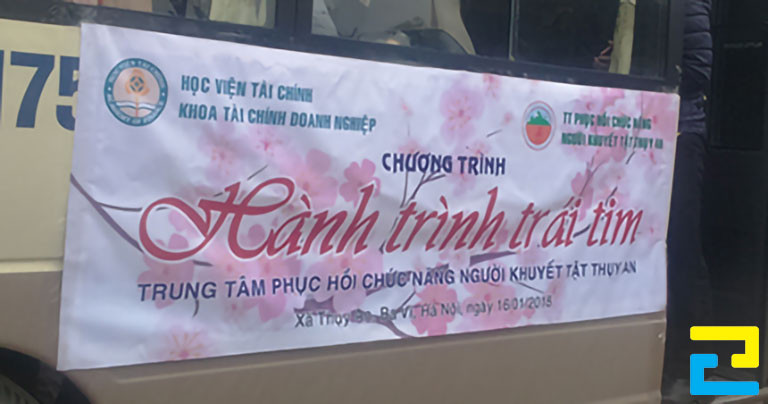 175
HỌC VIỆN TÀI CHÍNH
KHOA TÀI CHÍNH DOANH NGHIỆP
TT PHỤC HỒI CHỨC NĂNG
NGƯỜI KHUYẾT TẬT THỤY AN
CHƯƠNG TRÌNH
Hành trình trái tim
TRUNG TÂM PHỤC HỒI CHỨC NĂNG NGƯỜI KHUYẾT TẬT THỤY AN
Xã Thụy Ba Vì, Hà Nội, ngày 16/01/2015